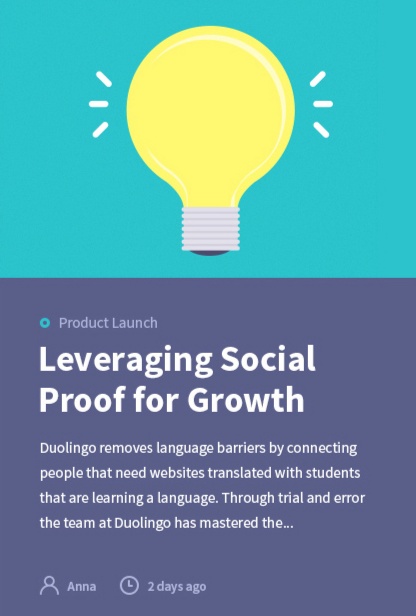 Product Launch
Leveraging Social
Proof for Growth
Duolingo removes language barriers by connecting
people that need websites translated with students
that are learning a language. Through trial and error
the team at Duolingo has mastered the...
Anna 2 days ago